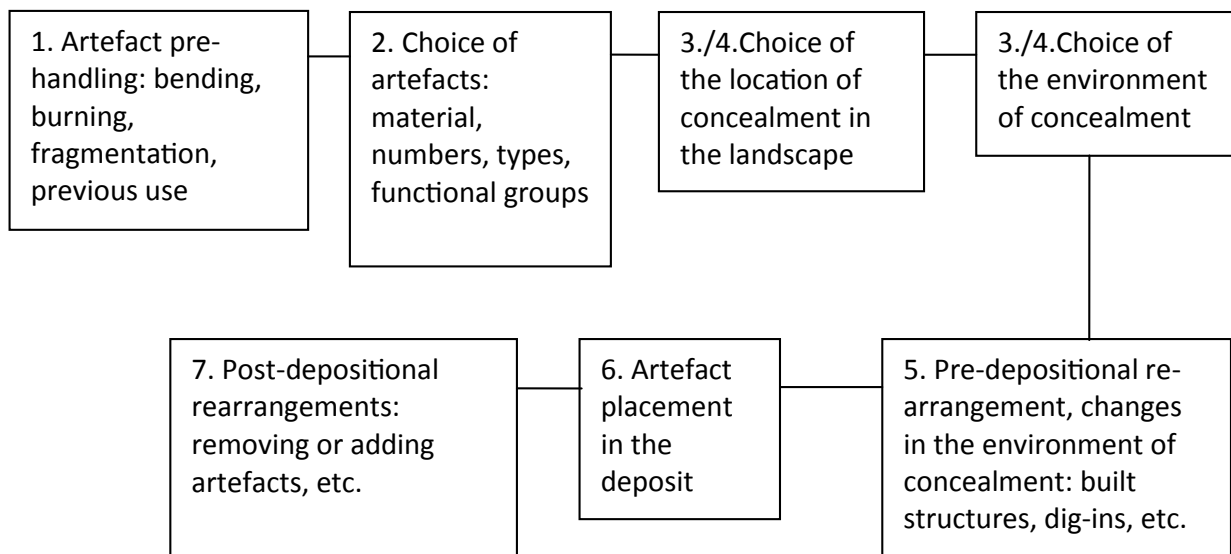 1. Artefact pre-
handling: bending,
burning,
fragmentation,
previous use
2. Choice of
artefacts:
material,
numbers, types,
functional groups
3./4.Choice of
the location of
concealment in
the landscape
3./4.Choice of
the environment
of concealment
5. Pre-depositional re-
arrangement, changes
in the environment of
concealment: built
structures, dig-ins, etc.
6. Artefact
placement
in the
deposit
7. Post-depositional
rearrangements:
removing or adding
artefacts, etc.